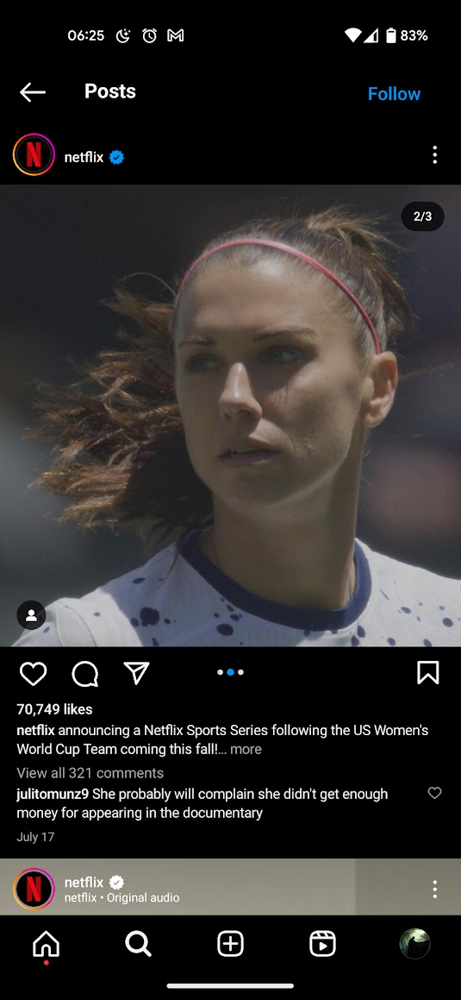 06:25
83%
Posts
Follow
netflix
2/3
70,749 likes
netflix announcing a Netflix Sports Series following the US Women's
World Cup Team coming this fall!... more
View all 321 comments
julitomunz9 She probably will complain she didn't get enough
money for appearing in the documentary
July 17
netflix
netflix • Original audio